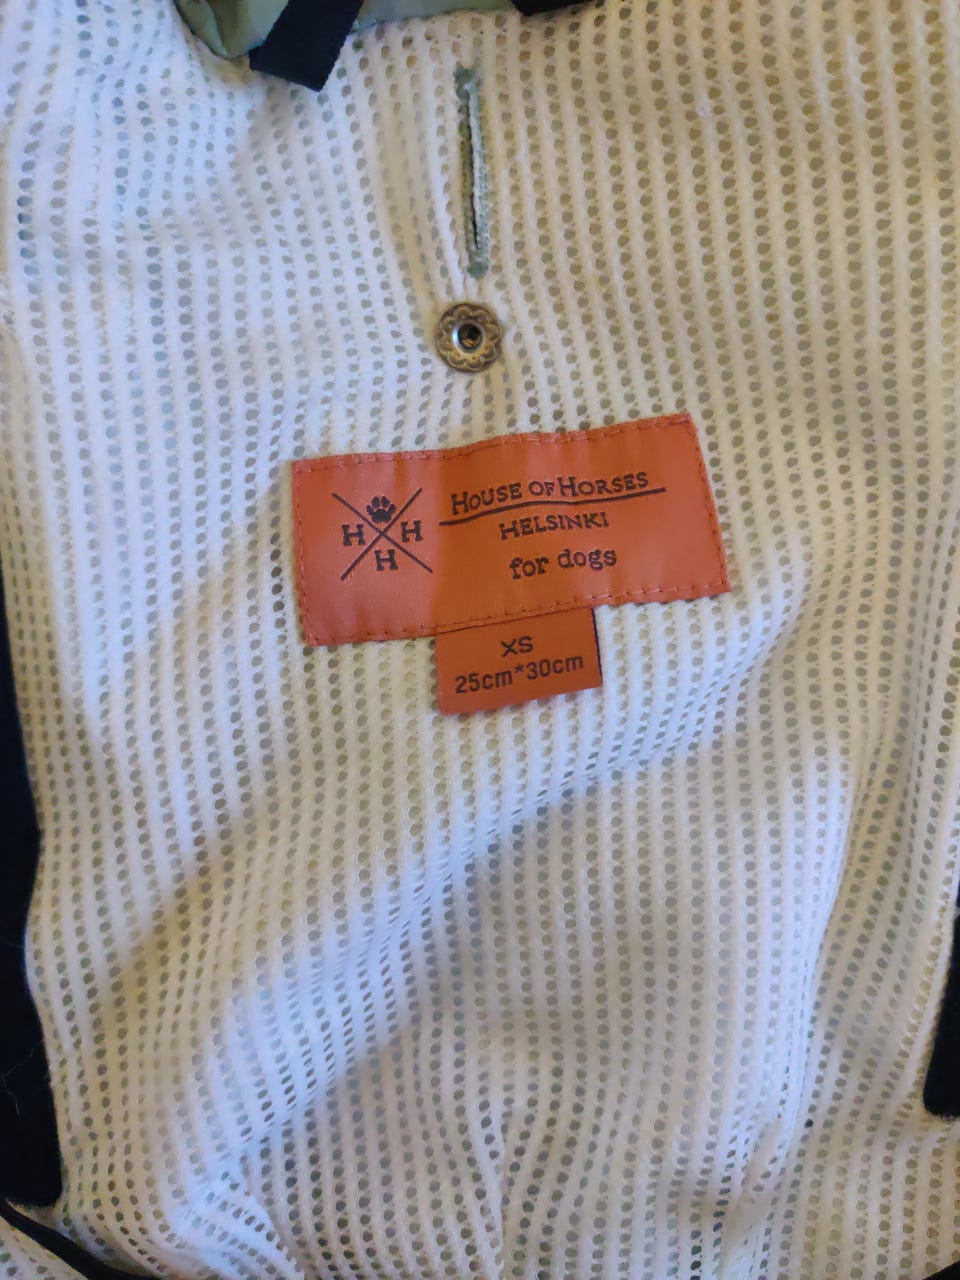 H H
H
HOUSE OF HORSES
HELSINKI
for dogs
XS
25cm*30cm